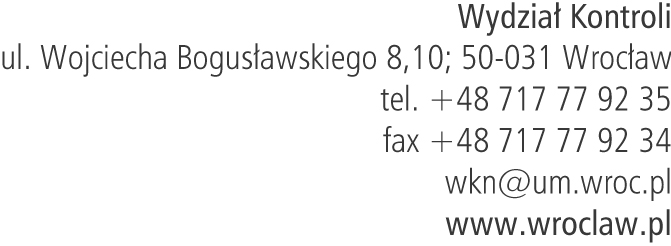 Wydział Kontroli
ul. Wojciecha Bogusławskiego 8,10; 50-031 Wrocław
tel. +48 717 77 92 35
fax +48 717 77 92 34
wkn@um.wroc.pl
www.wroclaw.pl